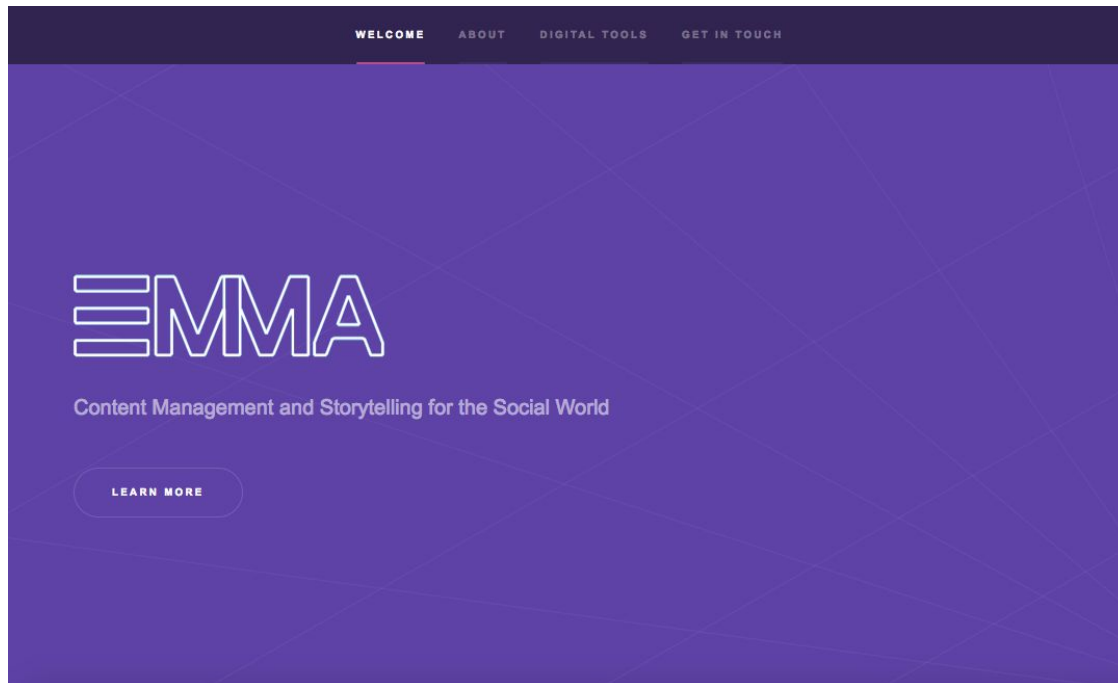 WELCOME ABOUT DIGITAL TOOLS GET IN TOUCH
EMMA
Content Management and Storytelling for the Social World
LEARN MORE